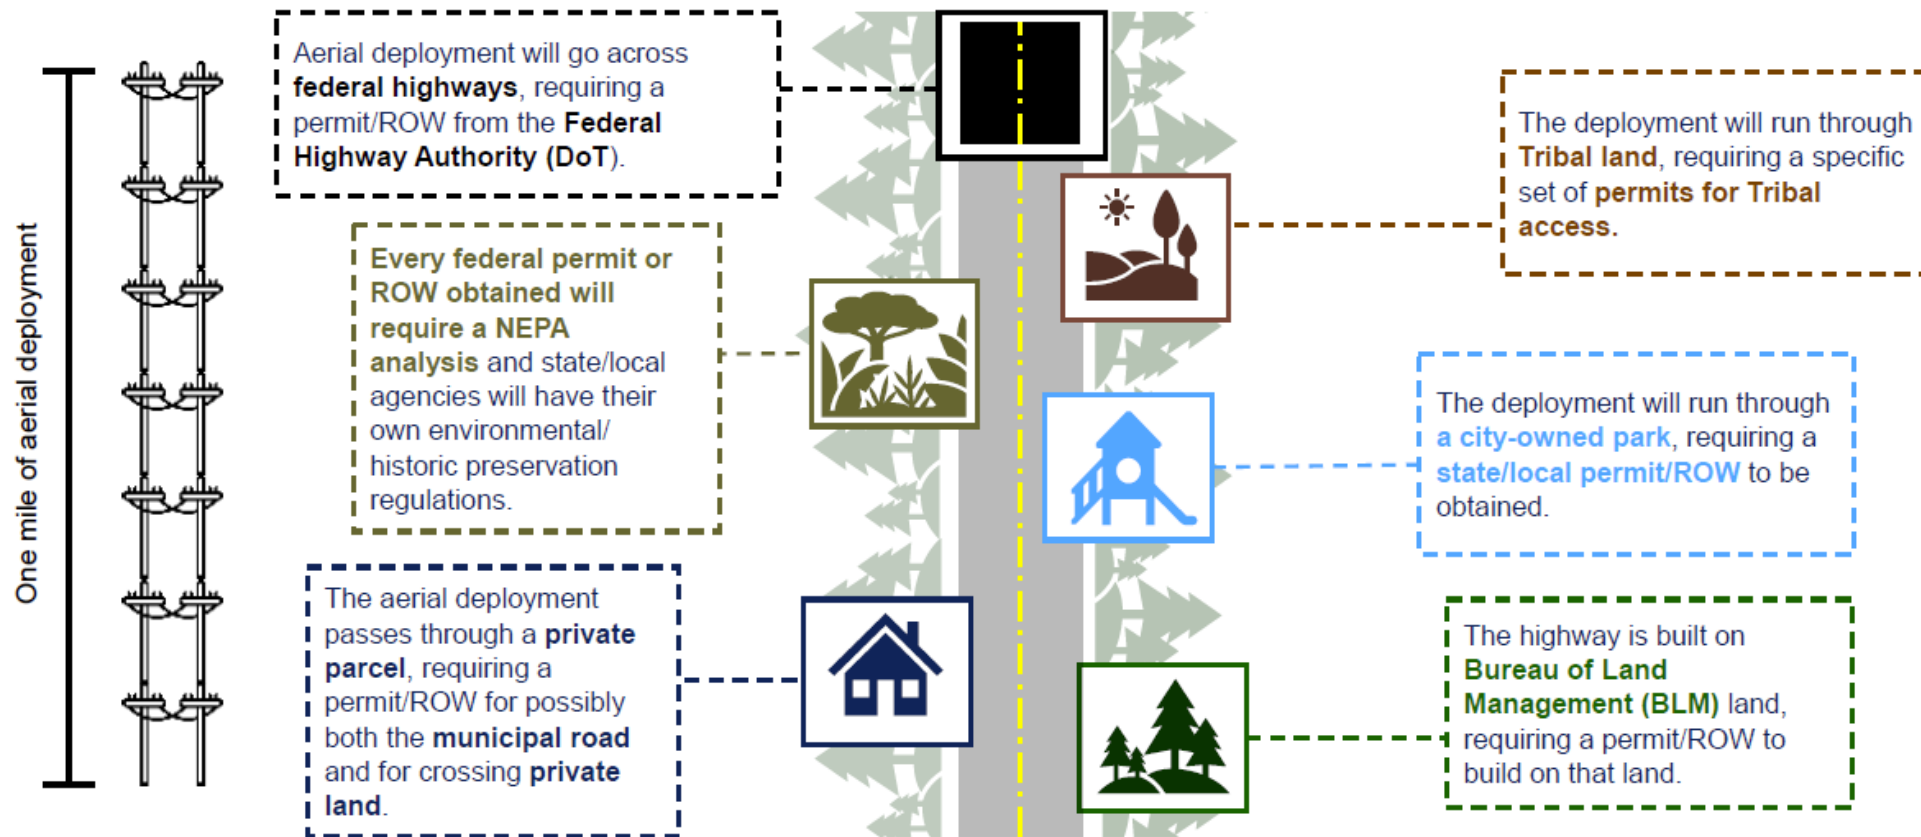 One mile of aerial deployment
Aerial deployment will go across
federal highways, requiring a
permit/ROW from the Federal
Highway Authority (DoT).
Every federal permit or
ROW obtained will
require a NEPA
analysis and state/local
agencies will have their
own environmental/
historic preservation
regulations.
The aerial deployment
passes through a private
parcel, requiring a
permit/ROW for possibly
both the municipal road
and for crossing private
land.
The deployment will run through
Tribal land, requiring a specific
set of permits for Tribal
access.
The deployment will run through
a city-owned park, requiring a
state/local permit/ROW to be
obtained.
The highway is built on
Bureau of Land
Management (BLM) land,
requiring a permit/ROW to
build on that land.